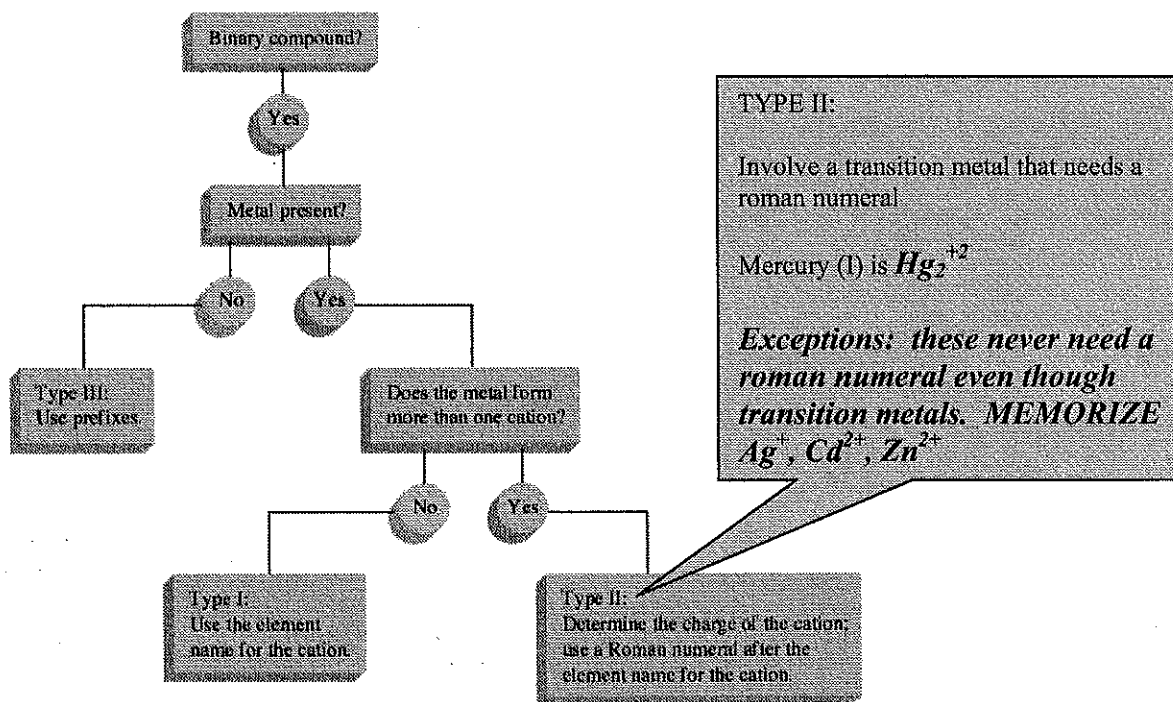 Binary compound?
Yes
Metal present?
No
Yes
Type III:
Use prefixes.
Does the metal form
more than one cation?
No
Yes
Type I:
Use the element
name for the cation.
Type II:
Determine the charge of the cation;
use a Roman numeral after the
element name for the cation.
TYPE II:
Involve a transition metal that needs a
roman numeral
Mercury (I) is Hg₂⁺²
Exceptions: these never need a
roman numeral even though
transition metals. MEMORIZE
Ag⁺, Cd²⁺, Zn²⁺